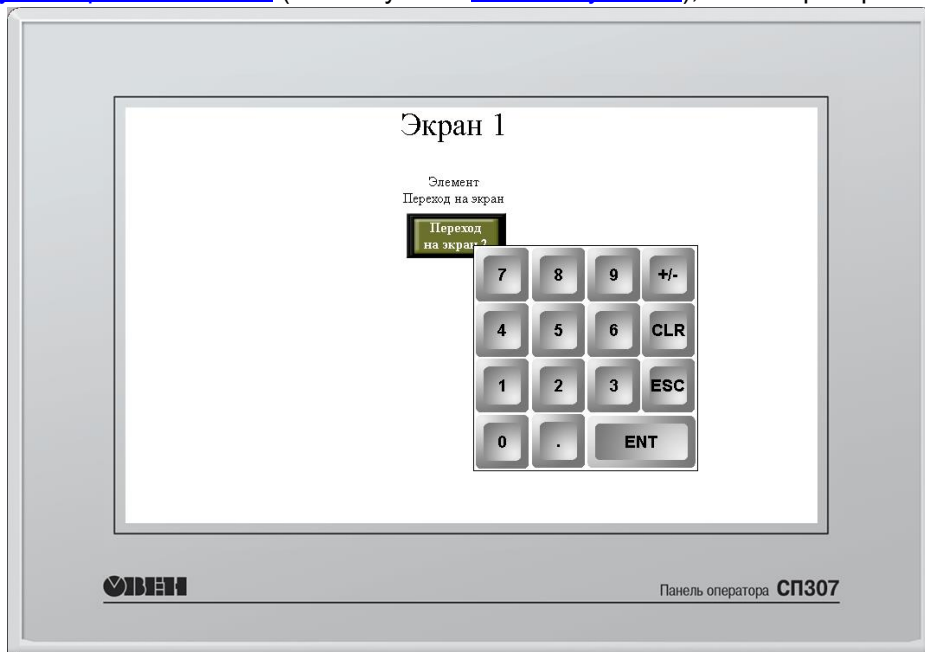 Экран 1
Элемент
Переход на экран
Переход
на экран 2
7 8 9 +/-
4 5 6 CLR
1 2 3 ESC
0 . ENT
ОВЕН
Панель оператора СП307